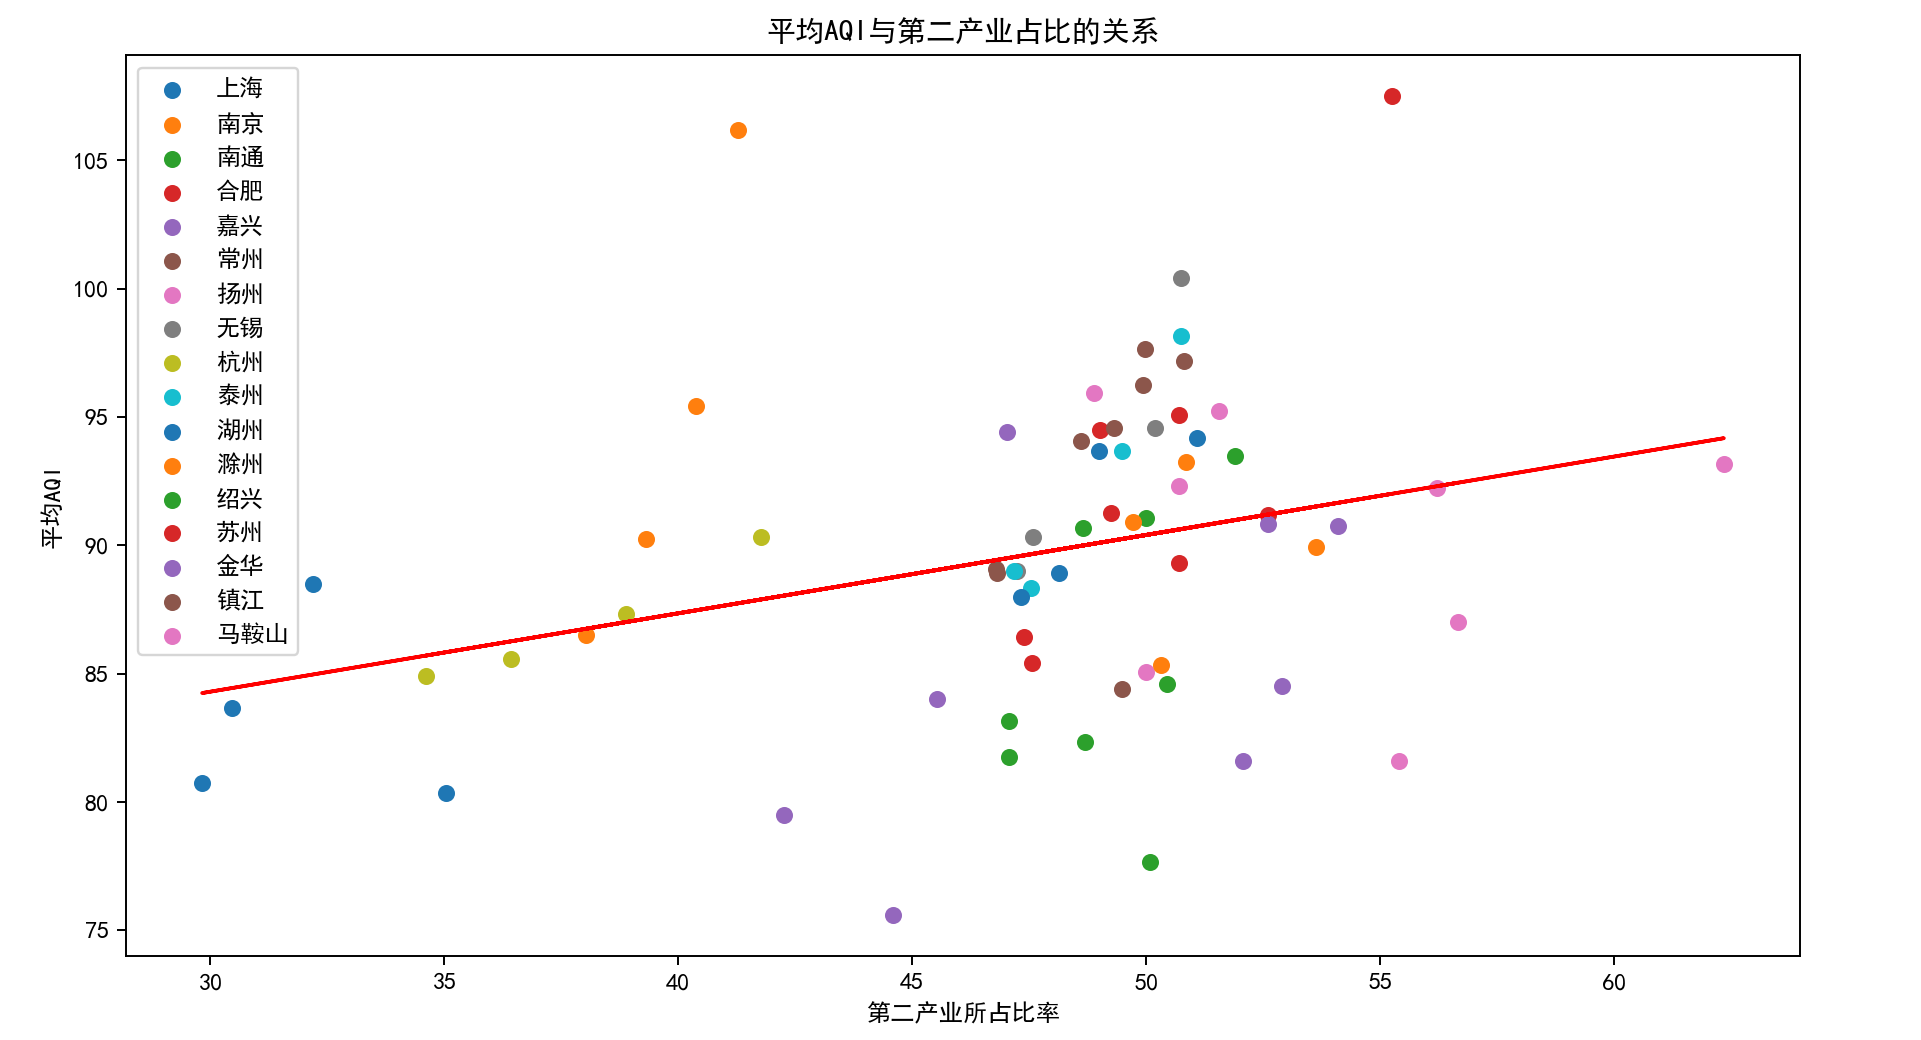 平均AQI与第二产业占比的关系
上海
南京
南通
合肥
嘉兴
常州
扬州
无锡
杭州
泰州
湖州
滁州
绍兴
苏州
金华
镇江
马鞍山
平均AQI
105
100
95
90
85
80
75
30
35
40
45
50
55
60
第二产业所占比率